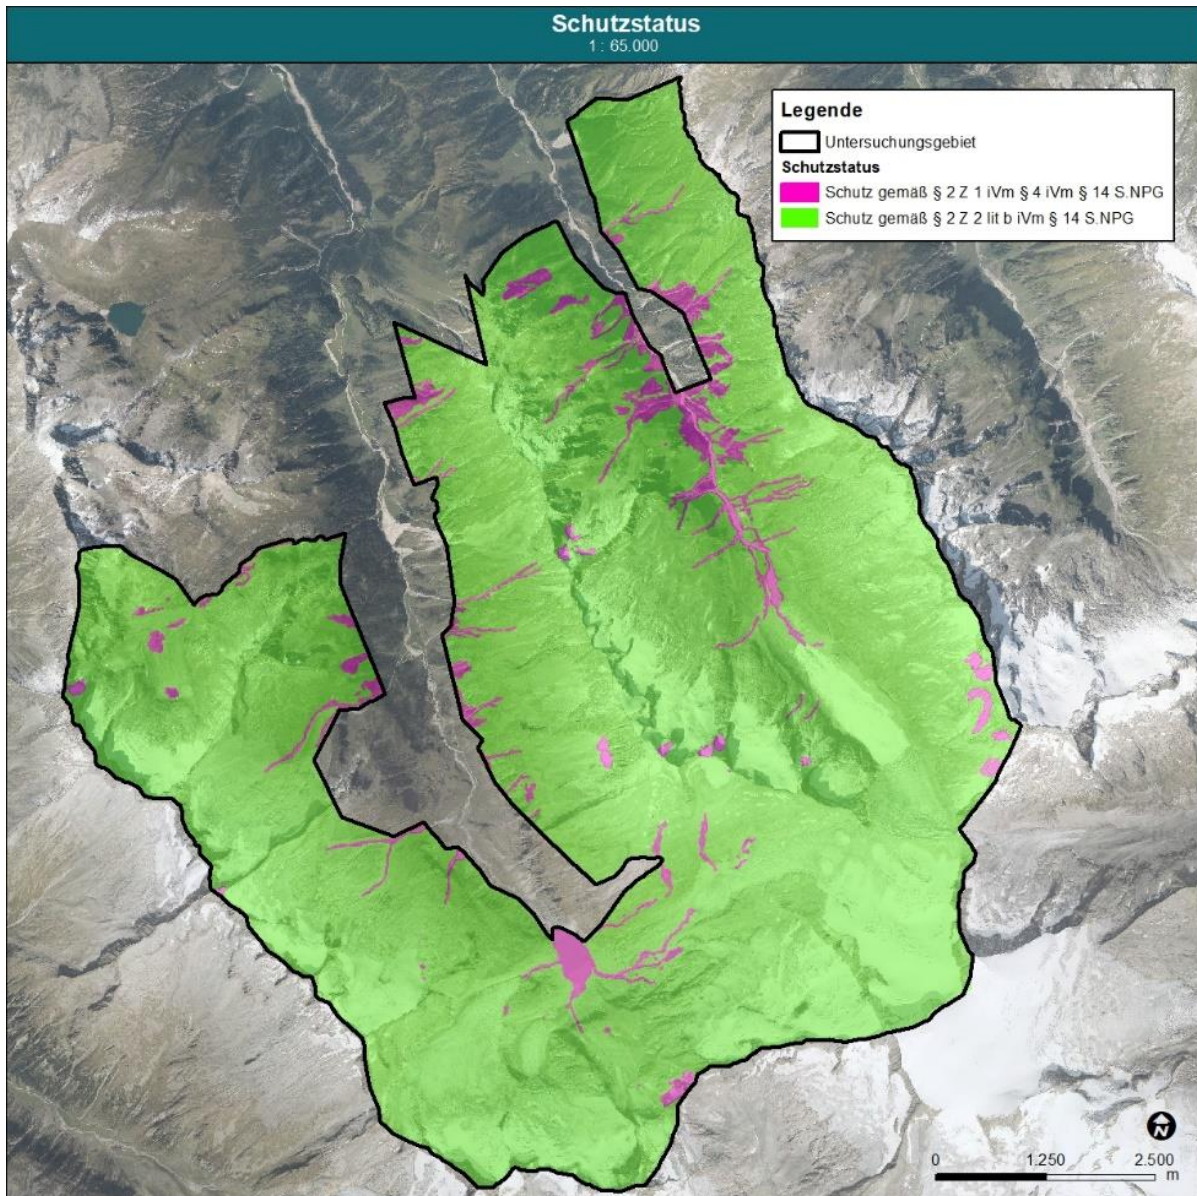 Schutzstatus
1 : 65.000
Legende
Untersuchungsgebiet
Schutzstatus
Schutz gemäß § 2 Z 1 iVm § 4 iVm § 14 S.NPG
Schutz gemäß § 2 Z 2 lit b iVm § 14 S.NPG
N
0 1.250 2.500
m